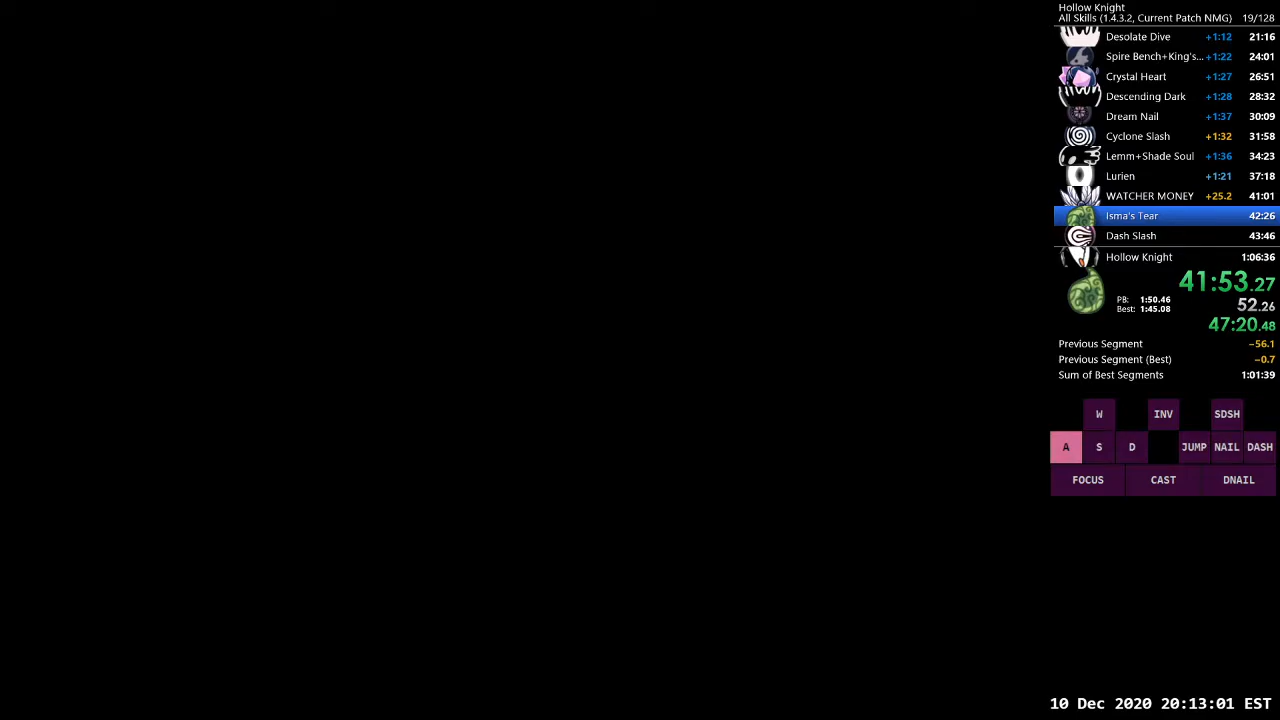 Hollow Knight
All Skills (1.4.3.2, Current Patch NMG) 19/128
Desolate Dive +1:12 21:16
Spire Bench+King's... +1:22 24:01
Crystal Heart +1:27 26:51
Descending Dark +1:28 28:32
Dream Nail +1:37 30:09
Cyclone Slash +1:32 31:58
Lemm+Shade Soul +1:36 34:23
Lurien +1:21 37:18
WATCHER MONEY +25.2 41:01
Isma's Tear 42:26
Dash Slash 43:46
Hollow Knight 1:06:36
41:53.27
PB: 1:50.46 52.26
Best: 1:45.08
47:20.48
Previous Segment −56.1
Previous Segment (Best) −0.7
Sum of Best Segments 1:01:39
W INV SDSH
A S D JUMP NAIL DASH
FOCUS CAST DNAIL
10 Dec 2020 20:13:01 EST